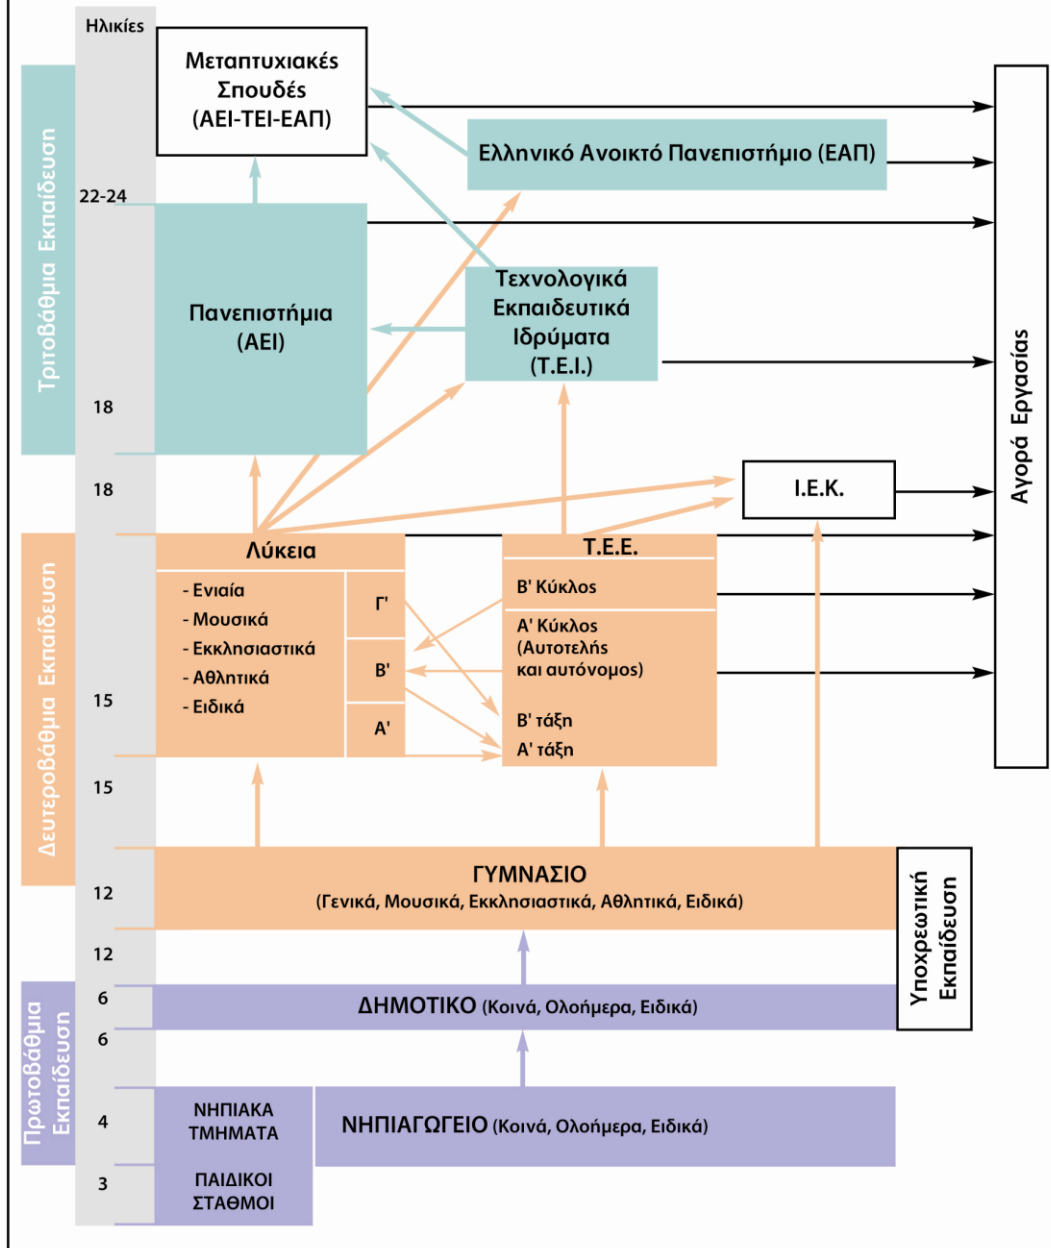 Ηλικίες
Μεταπτυχιακές
Σπουδές
(ΑΕΙ-ΤΕΙ-ΕΑΠ)
Ελληνικό Ανοικτό Πανεπιστήμιο (ΕΑΠ)
22-24
Τριτοβάθμια Εκπαίδευση
Πανεπιστήμια
(ΑΕΙ)
Τεχνολογικά
Εκπαιδευτικά
Ιδρύματα
(Τ.Ε.Ι.)
Αγορά Εργασίας
18
18
Ι.Ε.Κ.
Δευτεροβάθμια Εκπαίδευση
Λύκεια
- Ενιαία
- Μουσικά
- Εκκλησιαστικά
- Αθλητικά
- Ειδικά
Γ'
Β'
Α'
Τ.Ε.Ε.
Β' Κύκλος
Α' Κύκλος
(Αυτοτελής
και αυτόνομος)
Β' τάξη
Α' τάξη
15
15
ΓΥΜΝΑΣΙΟ
(Γενικά, Μουσικά, Εκκλησιαστικά, Αθλητικά, Ειδικά)
12
12
Υποχρεωτική
Εκπαίδευση
Πρωτοβάθμια
Εκπαίδευση
6
ΔΗΜΟΤΙΚΟ (Κοινά, Ολοήμερα, Ειδικά)
6
4
ΝΗΠΙΑΚΑ
ΤΜΗΜΑΤΑ
ΝΗΠΙΑΓΩΓΕΙΟ (Κοινά, Ολοήμερα, Ειδικά)
3
ΠΑΙΔΙΚΟΙ
ΣΤΑΘΜΟΙ